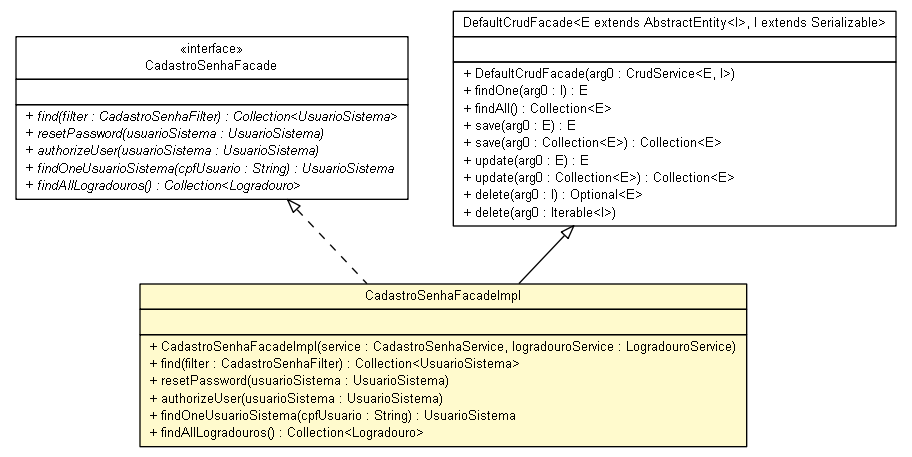 «interface»
CadastroSenhaFacade
+ find(filter : CadastroSenhaFilter) : Collection<UsuarioSistema>
+ resetPassword(usuarioSistema : UsuarioSistema)
+ authorizeUser(usuarioSistema : UsuarioSistema)
+ findOneUsuarioSistema(cpfUsuario : String) : UsuarioSistema
+ findAllLogradouros() : Collection<Logradouro>
DefaultCrudFacade<E extends AbstractEntity<I>, I extends Serializable>
+ DefaultCrudFacade(arg0 : CrudService<E, I>)
+ findOne(arg0 : I) : E
+ findAll() : Collection<E>
+ save(arg0 : E) : E
+ save(arg0 : Collection<E>) : Collection<E>
+ update(arg0 : E) : E
+ update(arg0 : Collection<E>) : Collection<E>
+ delete(arg0 : I) : Optional<E>
+ delete(arg0 : Iterable<I>)
CadastroSenhaFacadeImpl
+ CadastroSenhaFacadeImpl(service : CadastroSenhaService, logradouroService : LogradouroService)
+ find(filter : CadastroSenhaFilter) : Collection<UsuarioSistema>
+ resetPassword(usuarioSistema : UsuarioSistema)
+ authorizeUser(usuarioSistema : UsuarioSistema)
+ findOneUsuarioSistema(cpfUsuario : String) : UsuarioSistema
+ findAllLogradouros() : Collection<Logradouro>